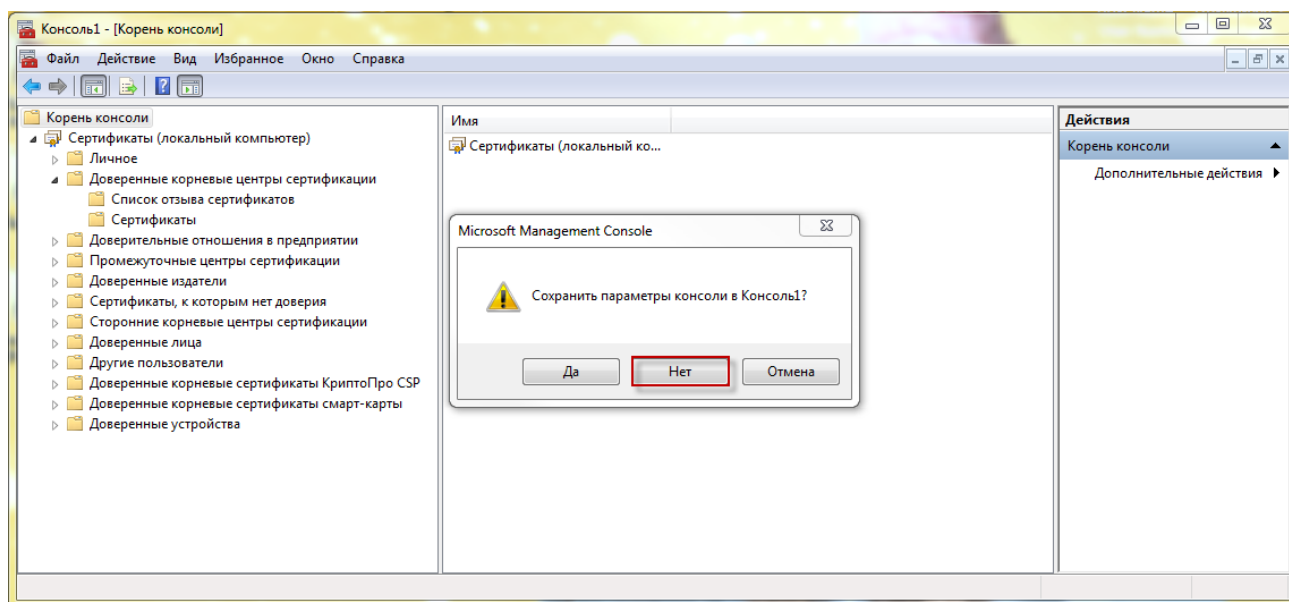 Консоль1 - [Корень консоли]
Файл Действие Вид Избранное Окно Справка
Корень консоли
Сертификаты (локальный компьютер)
Личное
Доверенные корневые центры сертификации
Список отзыва сертификатов
Сертификаты
Доверительные отношения в предприятии
Промежуточные центры сертификации
Доверенные издатели
Сертификаты, к которым нет доверия
Сторонние корневые центры сертификации
Доверенные лица
Другие пользователи
Доверенные корневые сертификаты КриптоПро CSP
Доверенные корневые сертификаты смарт-карты
Доверенные устройства
Имя
Сертификаты (локальный ко...
Microsoft Management Console
Сохранить параметры консоли в Консоль1?
Да Нет Отмена
Действия
Корень консоли
Дополнительные действия